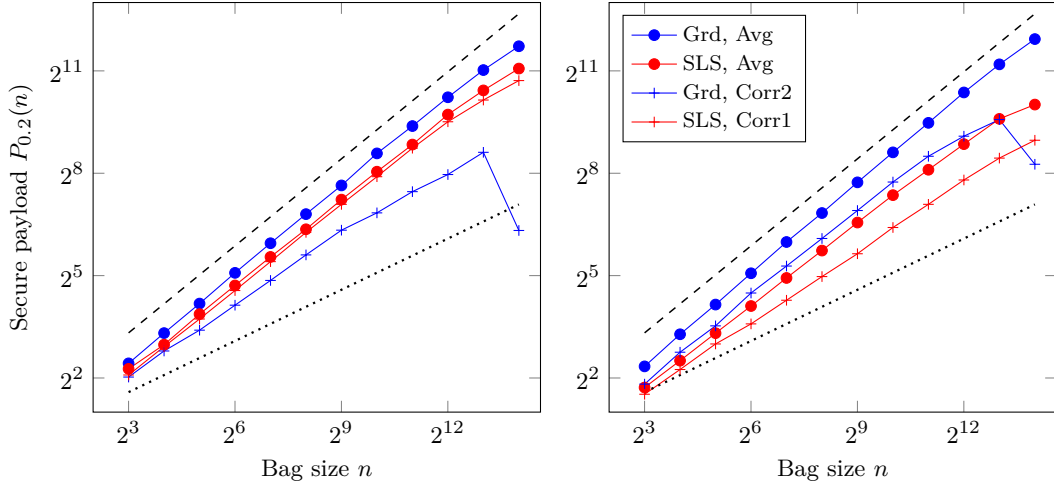 2^11
2^8
2^5
2^2
Secure payload P_{0.2}(n)
2^3 2^6 2^9 2^12
Bag size n
Grd, Avg
SLS, Avg
Grd, Corr2
SLS, Corr1
2^11
2^8
2^5
2^2
2^3 2^6 2^9 2^12
Bag size n